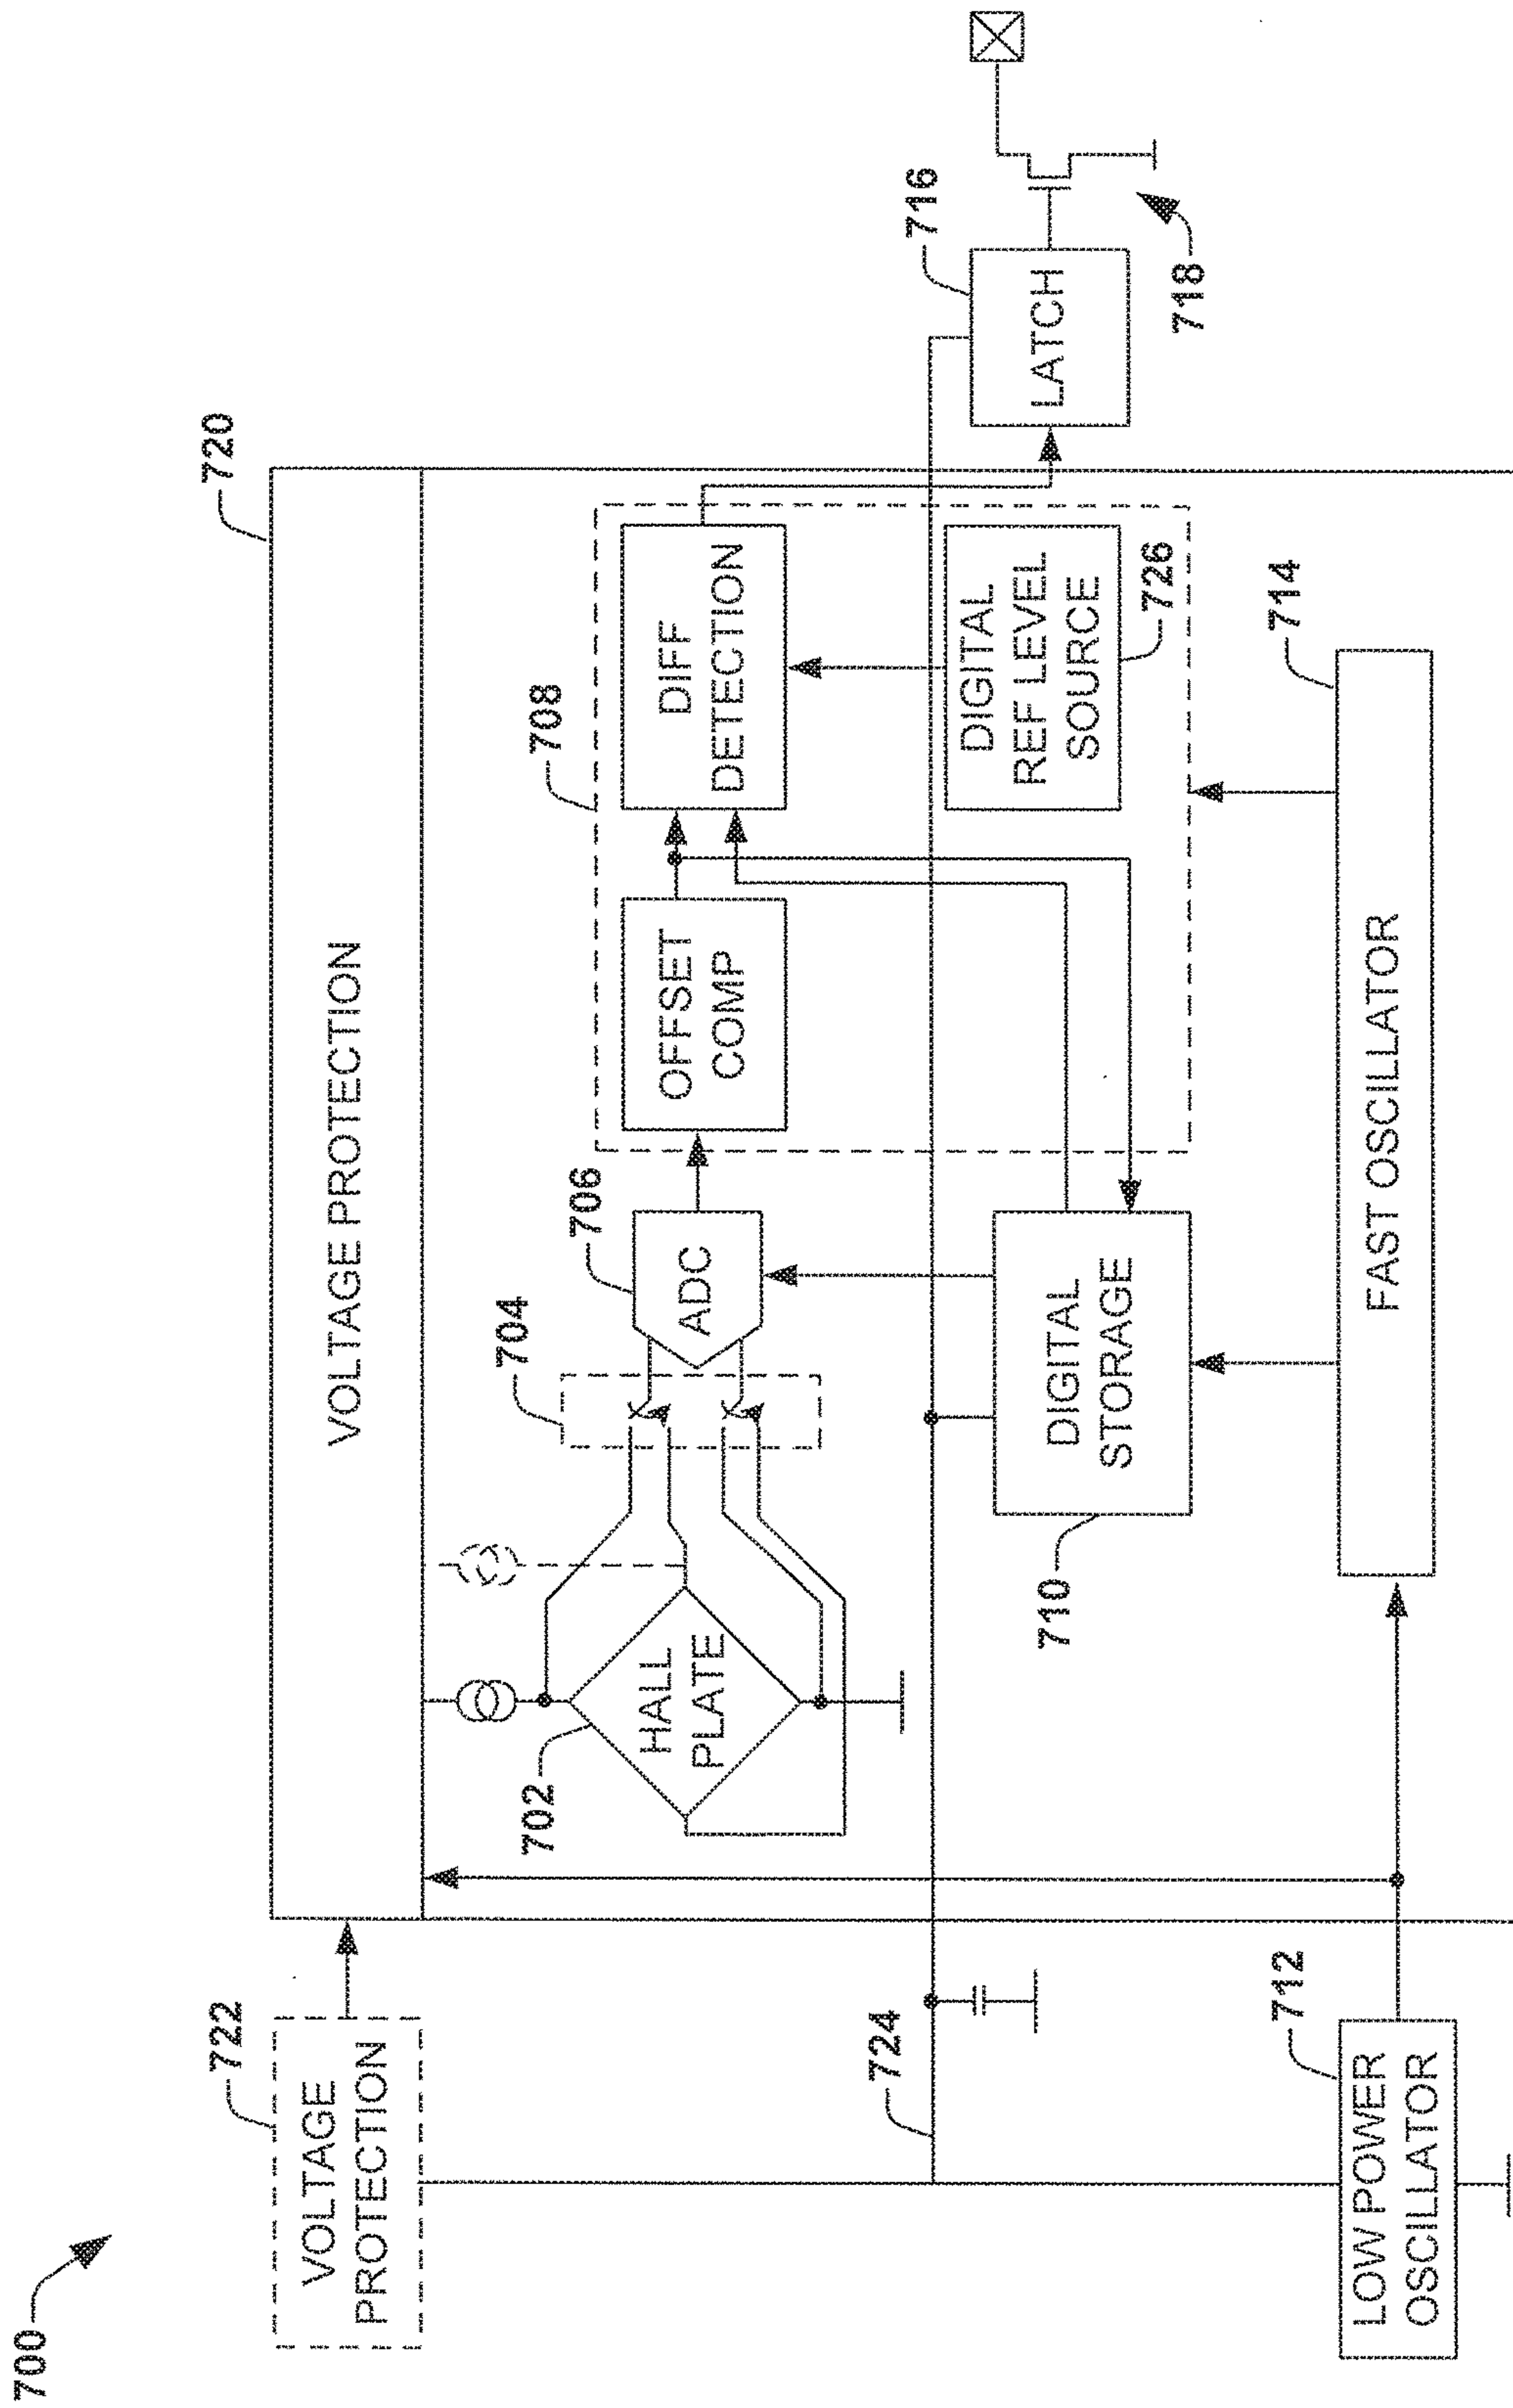 700
722
VOLTAGE
PROTECTION
720
VOLTAGE PROTECTION
702
HALL
PLATE
704
706
ADC
708
OFFSET
COMP
DIFF
DETECTION
DIGITAL
REF LEVEL
SOURCE
726
716
LATCH
718
724
710
DIGITAL
STORAGE
712
LOW POWER
OSCILLATOR
714
FAST OSCILLATOR